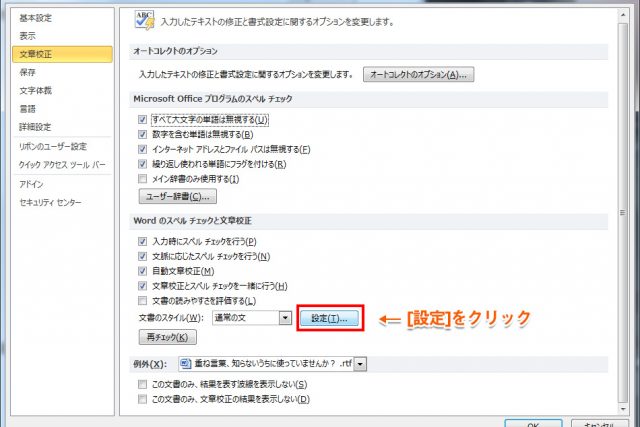 基本設定
表示
文章校正
保存
文字体裁
言語
詳細設定
リボンのユーザー設定
クイック アクセス ツール バー
アドイン
セキュリティ センター
ABC
入力したテキストの修正と書式設定に関するオプションを変更します。
オートコレクトのオプション
入力したテキストの修正と書式設定に関するオプションを変更します。 オートコレクトのオプション(A)...
Microsoft Office プログラムのスペル チェック
すべて大文字の単語は無視する(U)
数字を含む単語は無視する(B)
インターネット アドレスとファイル パスは無視する(F)
繰り返し使われる単語にフラグを付ける(R)
メイン辞書のみ使用する(I)
ユーザー辞書(C)...
Word のスペル チェックと文章校正
入力時にスペル チェックを行う(P)
文脈に応じたスペル チェックを行う(N)
自動文章校正(M)
文章校正とスペル チェックを一緒に行う(H)
文書の読みやすさを評価する(L)
文書のスタイル(W): 通常の文 設定(T)... ← [設定]をクリック
再チェック(K)
例外(X): 重ね言葉、知らないうちに使っていませんか? .rtf
この文書のみ、結果を表す波線を表示しない(S)
この文書のみ、文章校正の結果を表示しない(D)
OK キャンセル